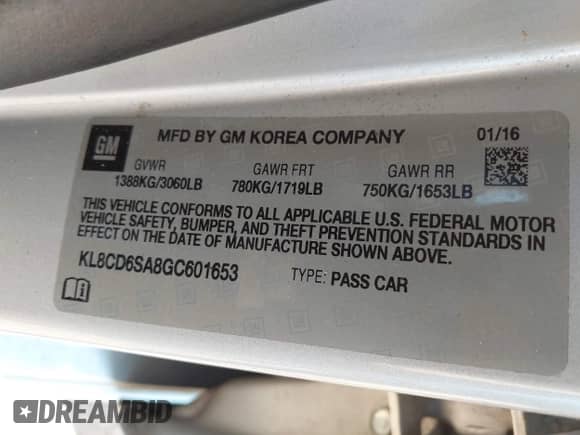 GM
MFD BY GM KOREA COMPANY
01/16
GVWR GAWR FRT GAWR RR
1388KG/3060LB 780KG/1719LB 750KG/1653LB
THIS VEHICLE CONFORMS TO ALL APPLICABLE U.S. FEDERAL MOTOR
VEHICLE SAFETY, BUMPER, AND THEFT PREVENTION STANDARDS IN
EFFECT ON THE DATE OF MANUFACTURE SHOWN ABOVE.
KL8CD6SA8GC601653 TYPE: PASS CAR
DREAMBID